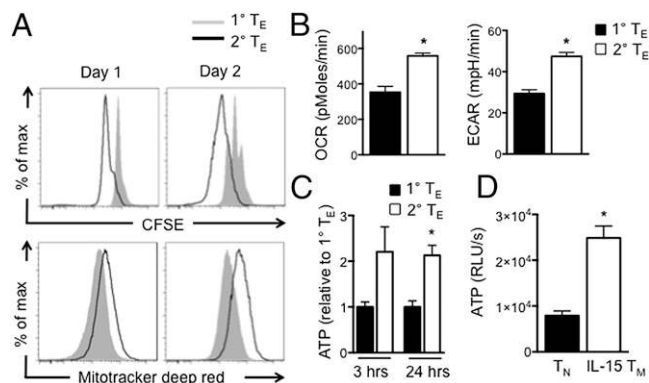 A
1° TE
2° TE
Day 1
Day 2
% of max
CFSE
% of max
Mitotracker deep red
B
1° TE
2° TE
OCR (pMoles/min)
600
400
200
0
*
ECAR (mpH/min)
60
40
20
0
*
C
1° TE
2° TE
ATP (relative to 1° TE)
3
2
1
0
*
3 hrs
24 hrs
D
ATP (RLU/s)
3×10⁴
2×10⁴
1×10⁴
0
*
TN
IL-15 TM